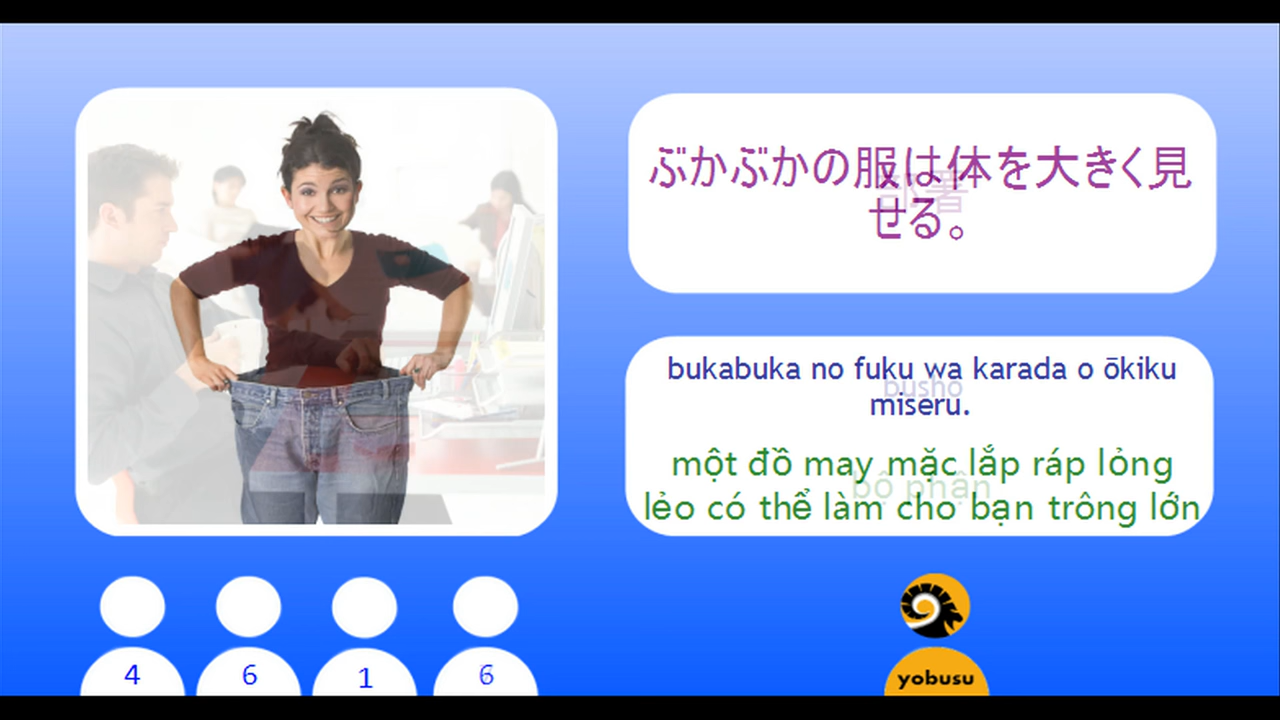 ぶかぶかの服は体を大きく見
せる。
部署
bukabuka no fuku wa karada o ōkiku
miseru.
busho
một đồ may mặc lắp ráp lỏng
lẻo có thể làm cho bạn trông lớn
bộ phận
4 6 1 6
yobusu